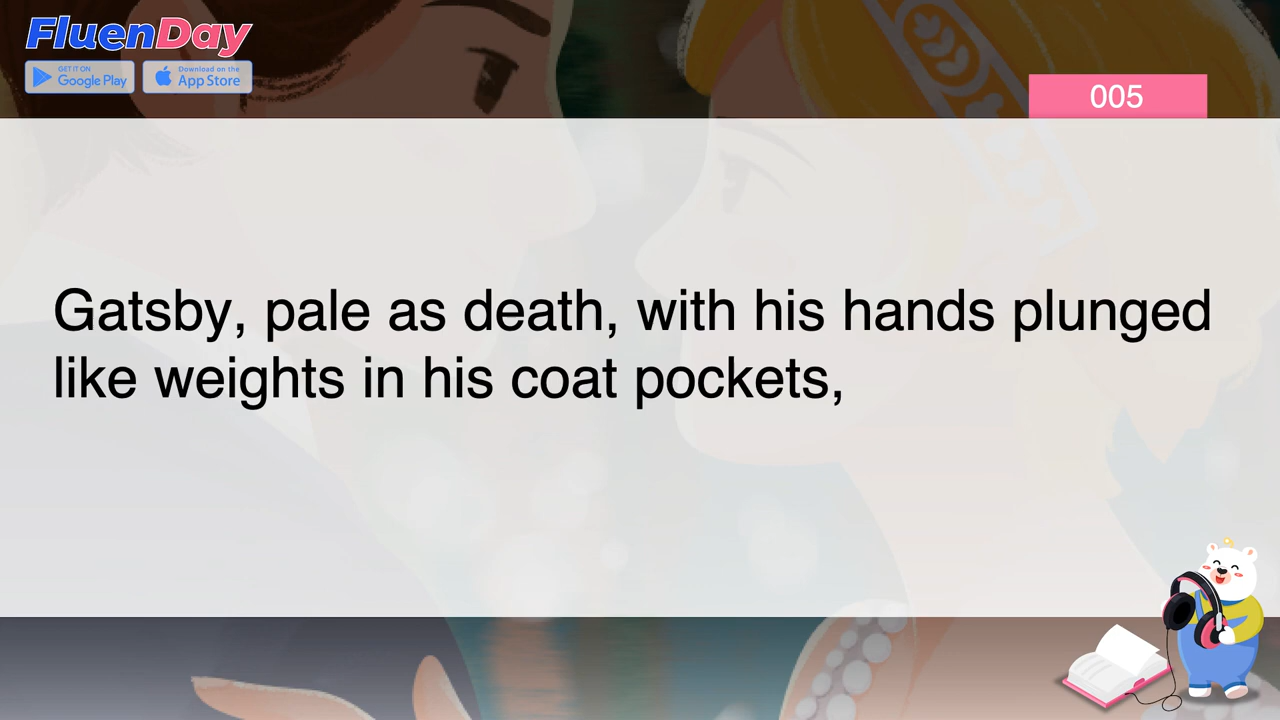 FluenDay
GET IT ON
Google Play
Download on the
App Store
005
Gatsby, pale as death, with his hands plunged
like weights in his coat pockets,